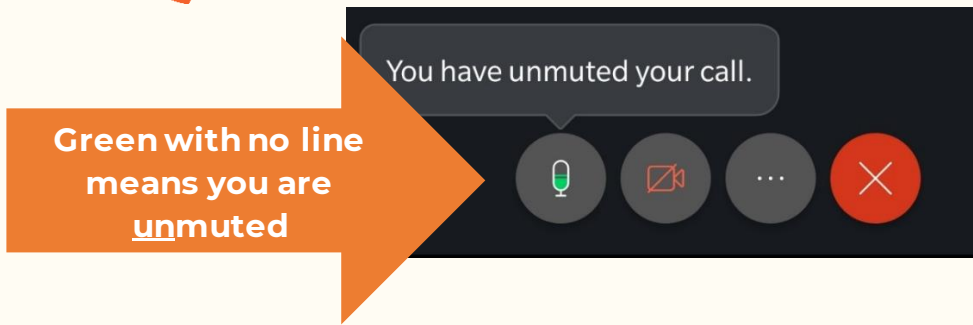 You have unmuted your call.
Green with no line
means you are
unmuted